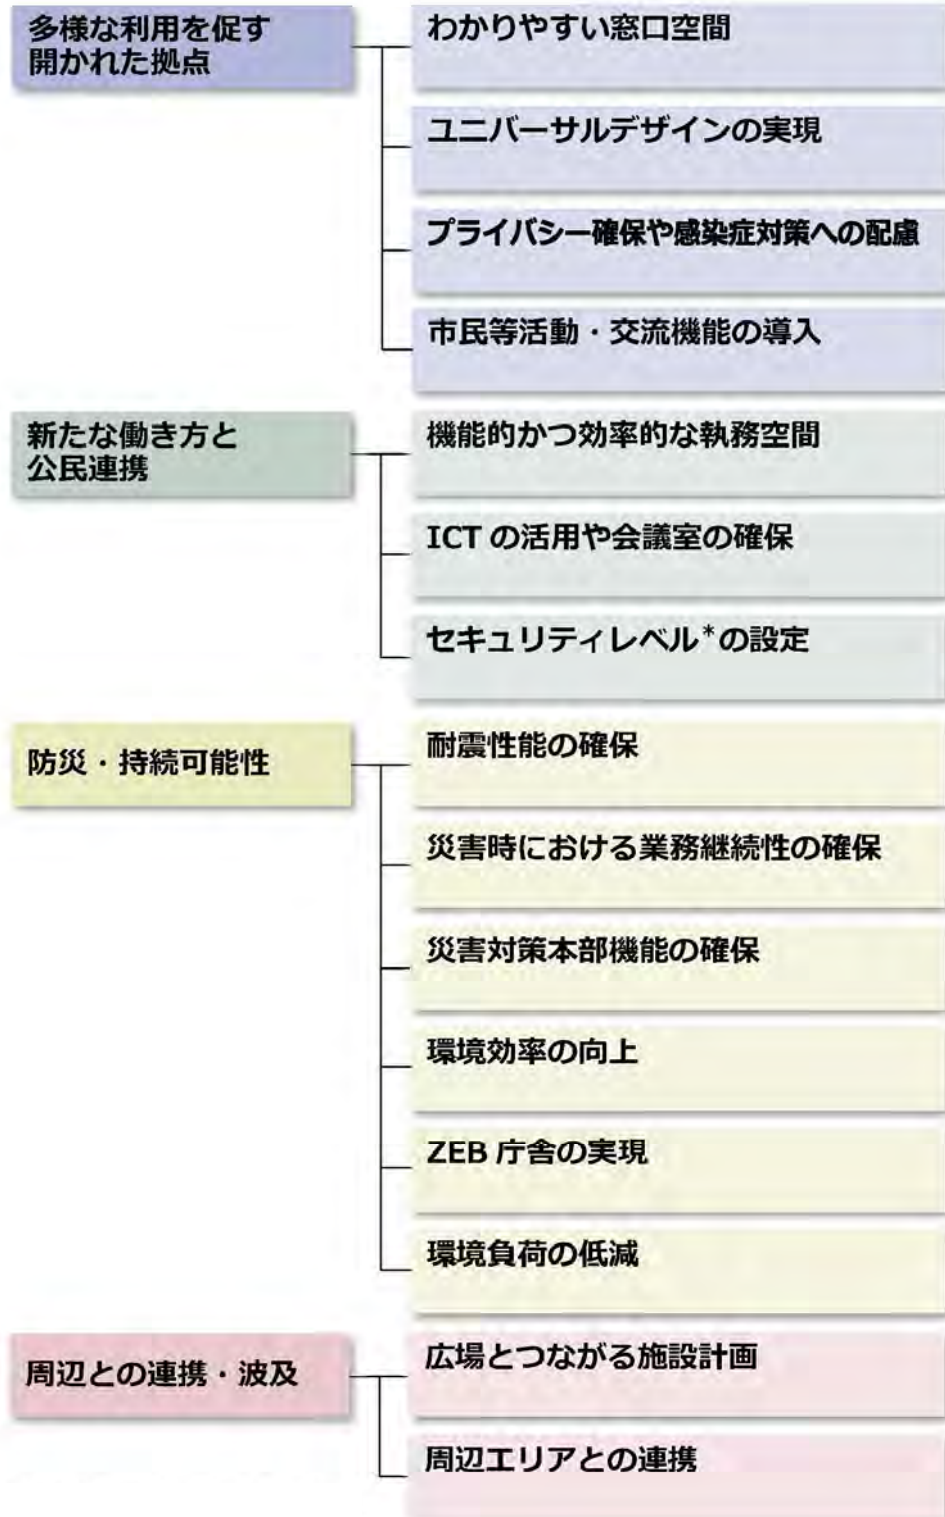 多様な利用を促す
開かれた拠点
わかりやすい窓口空間
ユニバーサルデザインの実現
プライバシー確保や感染症対策への配慮
市民等活動・交流機能の導入
新たな働き方と
公民連携
機能的かつ効率的な執務空間
ICT の活用や会議室の確保
セキュリティレベル*の設定
防災・持続可能性
耐震性能の確保
災害時における業務継続性の確保
災害対策本部機能の確保
環境効率の向上
ZEB 庁舎の実現
環境負荷の低減
周辺との連携・波及
広場とつながる施設計画
周辺エリアとの連携